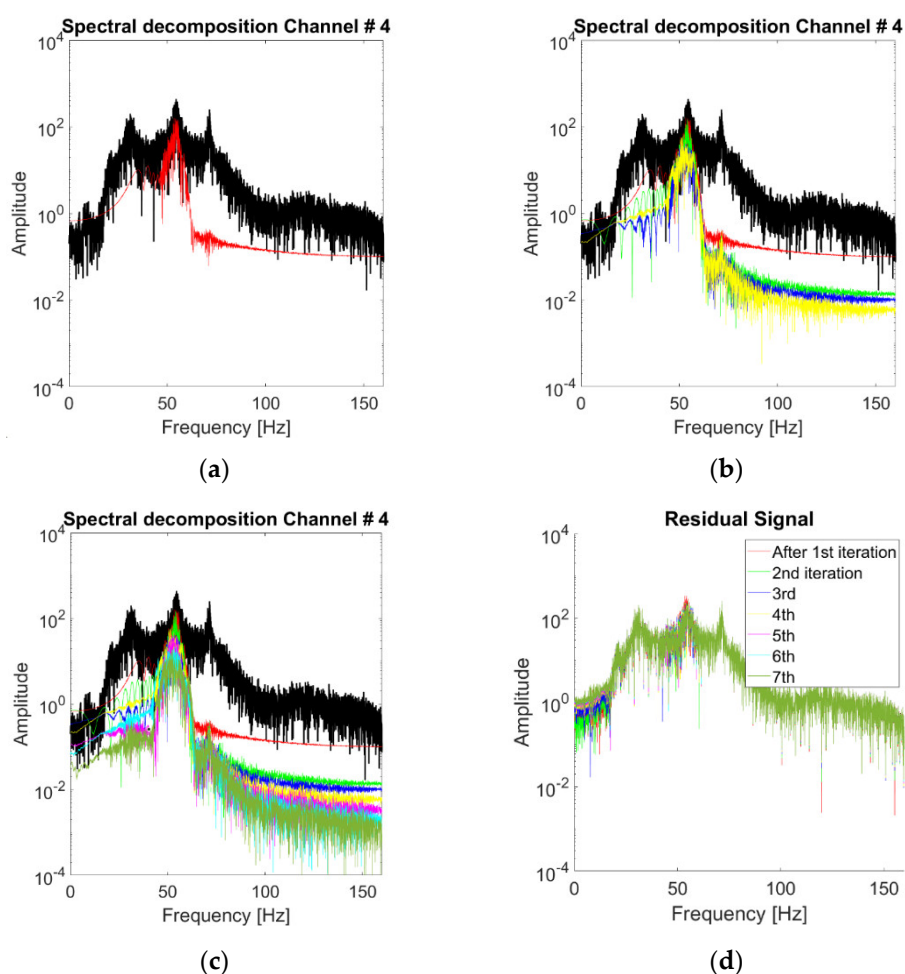 Spectral decomposition Channel # 4
10^4
10^2
10^0
10^-2
10^-4
Amplitude
0 50 100 150
Frequency [Hz]
(a)
Spectral decomposition Channel # 4
10^4
10^2
10^0
10^-2
10^-4
Amplitude
0 50 100 150
Frequency [Hz]
(b)
Spectral decomposition Channel # 4
10^4
10^2
10^0
10^-2
10^-4
Amplitude
0 50 100 150
Frequency [Hz]
(c)
Residual Signal
10^4
10^2
10^0
10^-2
10^-4
Amplitude
After 1st iteration
2nd iteration
3rd
4th
5th
6th
7th
0 50 100 150
Frequency [Hz]
(d)